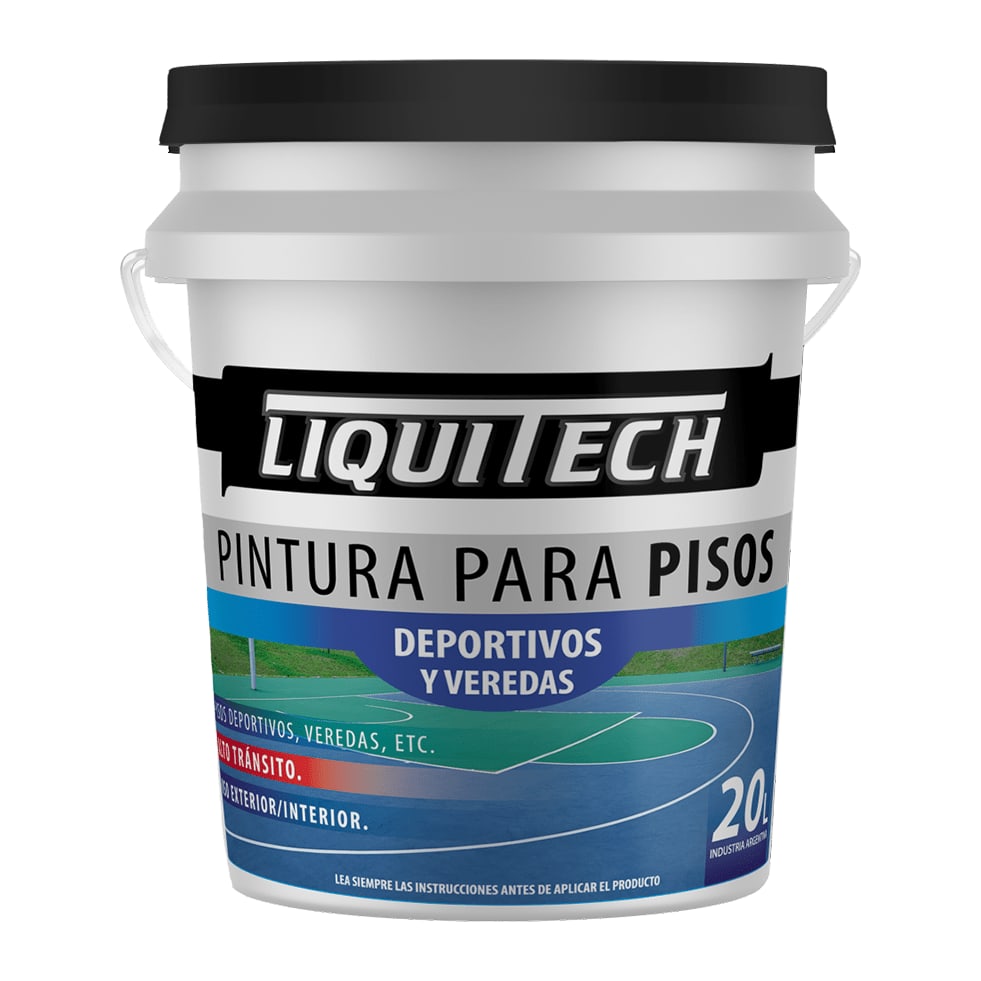 LIQUITECH
PINTURA PARA PISOS
DEPORTIVOS
Y VEREDAS
DEPORTIVOS, VEREDAS, ETC.
ALTO TRÁNSITO.
EXTERIOR/INTERIOR.
20L
INDUSTRIA ARGENTINA
LEA SIEMPRE LAS INSTRUCCIONES ANTES DE APLICAR EL PRODUCTO